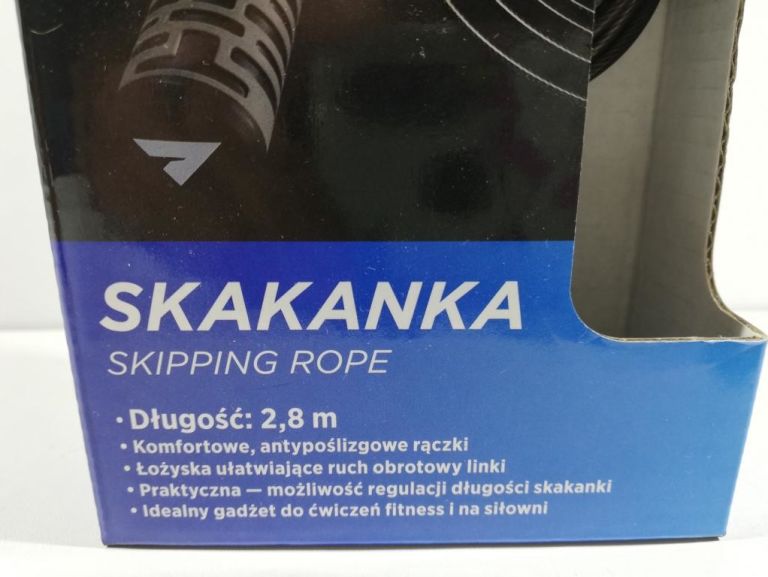 SKAKANKA
SKIPPING ROPE
• Długość: 2,8 m
• Komfortowe, antypoślizgowe rączki
• Łożyska ułatwiające ruch obrotowy linki
• Praktyczna — możliwość regulacji długości skakanki
• Idealny gadżet do ćwiczeń fitness i na siłowni